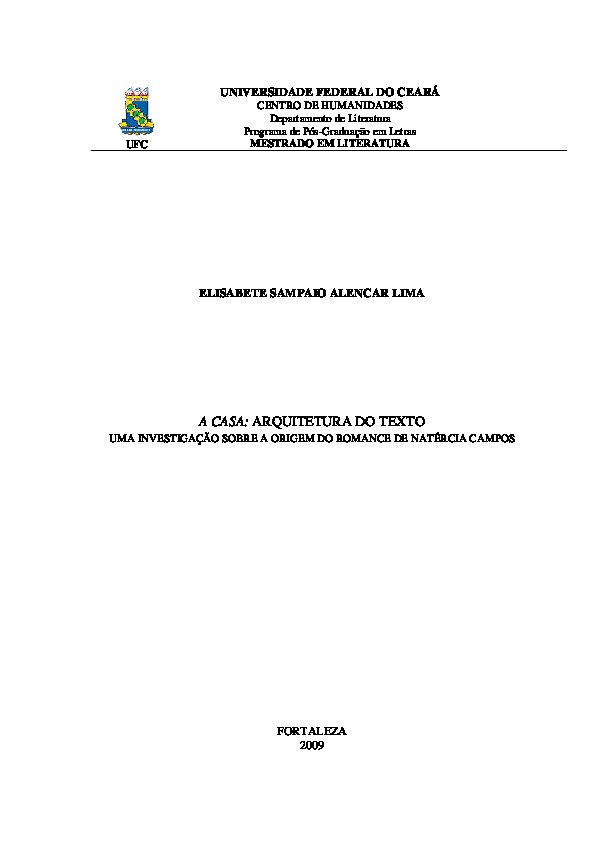 UNIVERSIDADE FEDERAL DO CEARÁ
CENTRO DE HUMANIDADES
Departamento de Literatura
Programa de Pós-Graduação em Letras
UFC MESTRADO EM LITERATURA
ELISABETE SAMPAIO ALENCAR LIMA
A CASA: ARQUITETURA DO TEXTO
UMA INVESTIGAÇÃO SOBRE A ORIGEM DO ROMANCE DE NATÉRCIA CAMPOS
FORTALEZA
2009